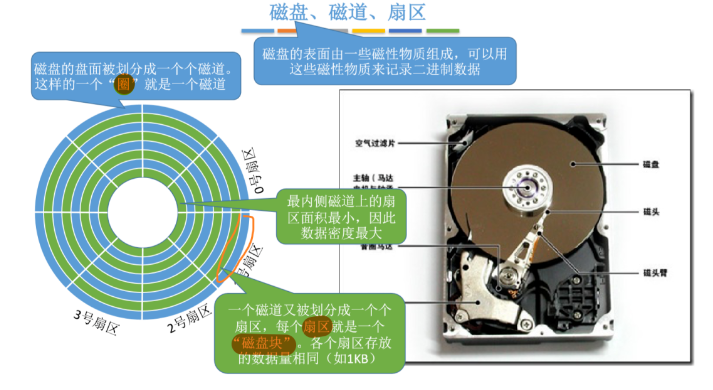 磁盘、磁道、扇区
磁盘的表面由一些磁性物质组成，可以用
这些磁性物质来记录二进制数据
磁盘的盘面被划分成一个个磁道。
这样的一个“圈”就是一个磁道
0号扇区
号扇区
2号扇区
3号扇区
最内侧磁道上的扇
区面积最小，因此
数据密度最大
一个磁道又被划分成一个个
扇区，每个扇区就是一个
“磁盘块”。各个扇区存放
的数据量相同（如1KB）
空气过滤片
主轴（马达
音圈马达
磁盘
磁头
磁头臂